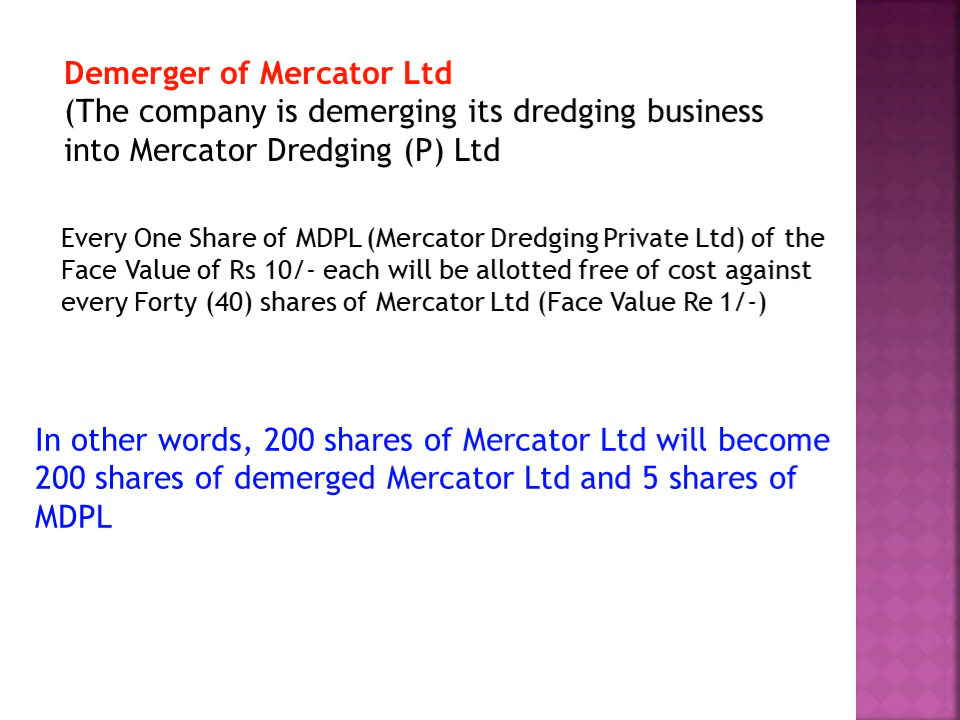 Demerger of Mercator Ltd
(The company is demerging its dredging business
into Mercator Dredging (P) Ltd
Every One Share of MDPL (Mercator Dredging Private Ltd) of the
Face Value of Rs 10/- each will be allotted free of cost against
every Forty (40) shares of Mercator Ltd (Face Value Re 1/-)
In other words, 200 shares of Mercator Ltd will become
200 shares of demerged Mercator Ltd and 5 shares of
MDPL